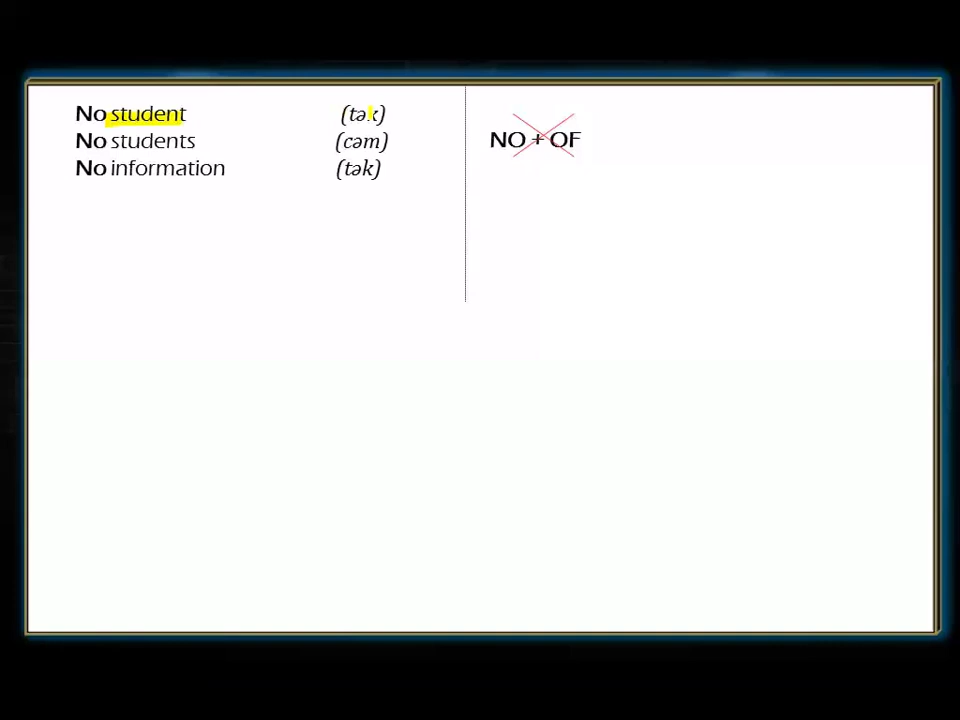 No student (tək)
No students (cəm)
No information (tək)
NO + OF